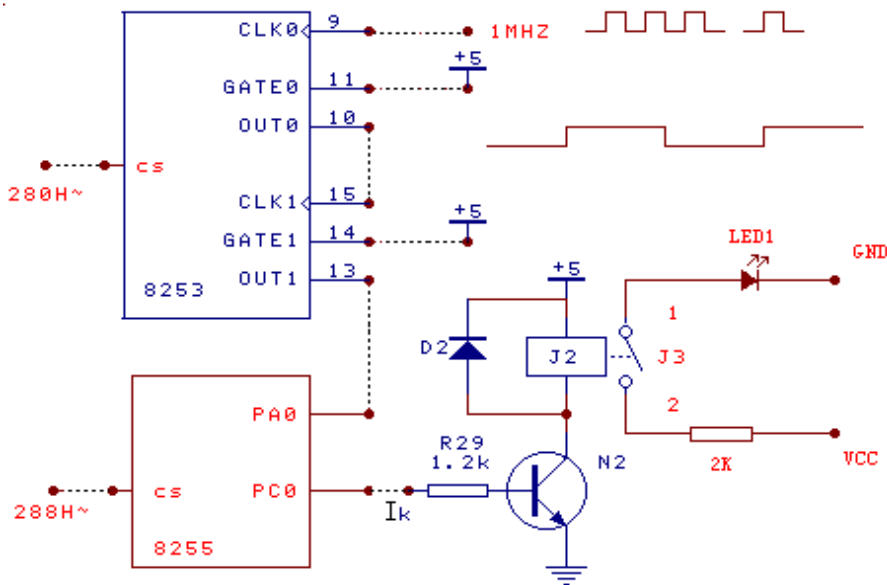 CLK0
9
1MHZ
+5
GATE0
11
OUT0
10
cs
280H~
CLK1
15
+5
GATE1
14
OUT1
13
8253
LED1
GND
+5
1
D2
J2
J3
2
PA0
R29
1.2k
N2
2K
VCC
cs
288H~
PC0
Ik
8255